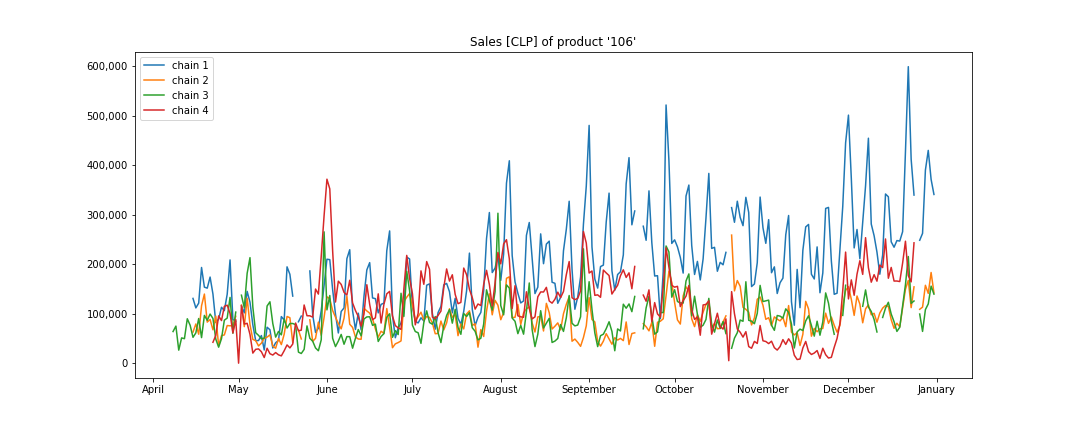 Sales [CLP] of product '106'
chain 1
chain 2
chain 3
chain 4
600,000
500,000
400,000
300,000
200,000
100,000
0
April May June July August September October November December January